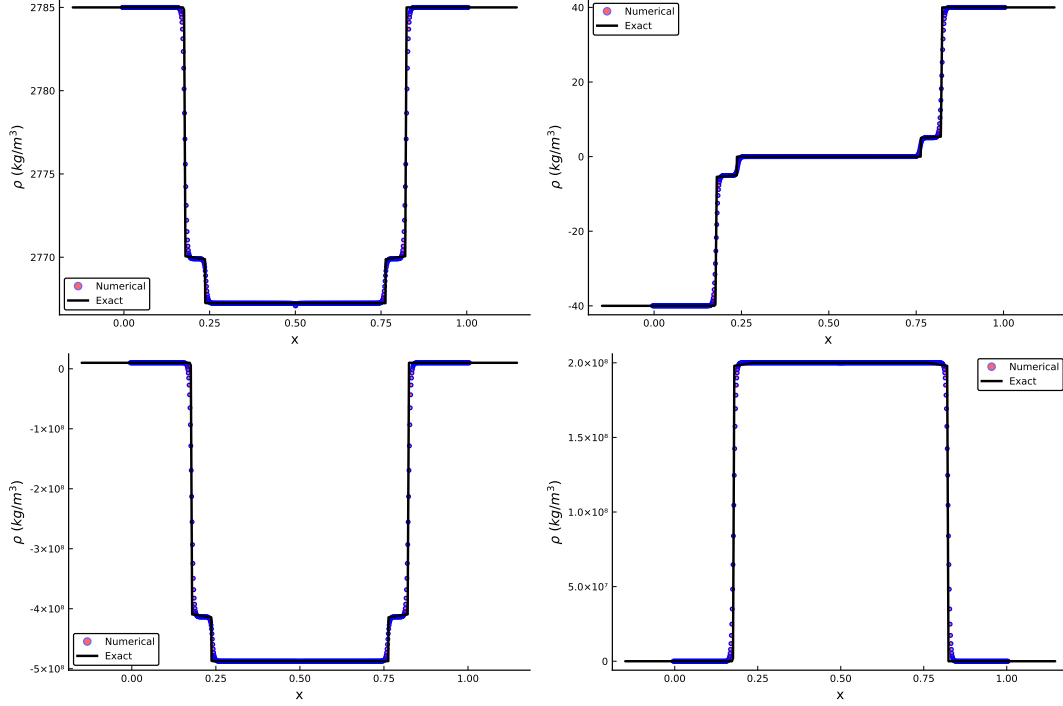 2785
2780
2775
2770
ρ (kg/m³)
Numerical
Exact
0.00 0.25 0.50 0.75 1.00
x
40
20
0
-20
-40
ρ (kg/m³)
Numerical
Exact
0.00 0.25 0.50 0.75 1.00
x
0
-1×10⁸
-2×10⁸
-3×10⁸
-4×10⁸
-5×10⁸
ρ (kg/m³)
Numerical
Exact
0.00 0.25 0.50 0.75 1.00
x
2.0×10⁸
1.5×10⁸
1.0×10⁸
5.0×10⁷
0
ρ (kg/m³)
Numerical
Exact
0.00 0.25 0.50 0.75 1.00
x